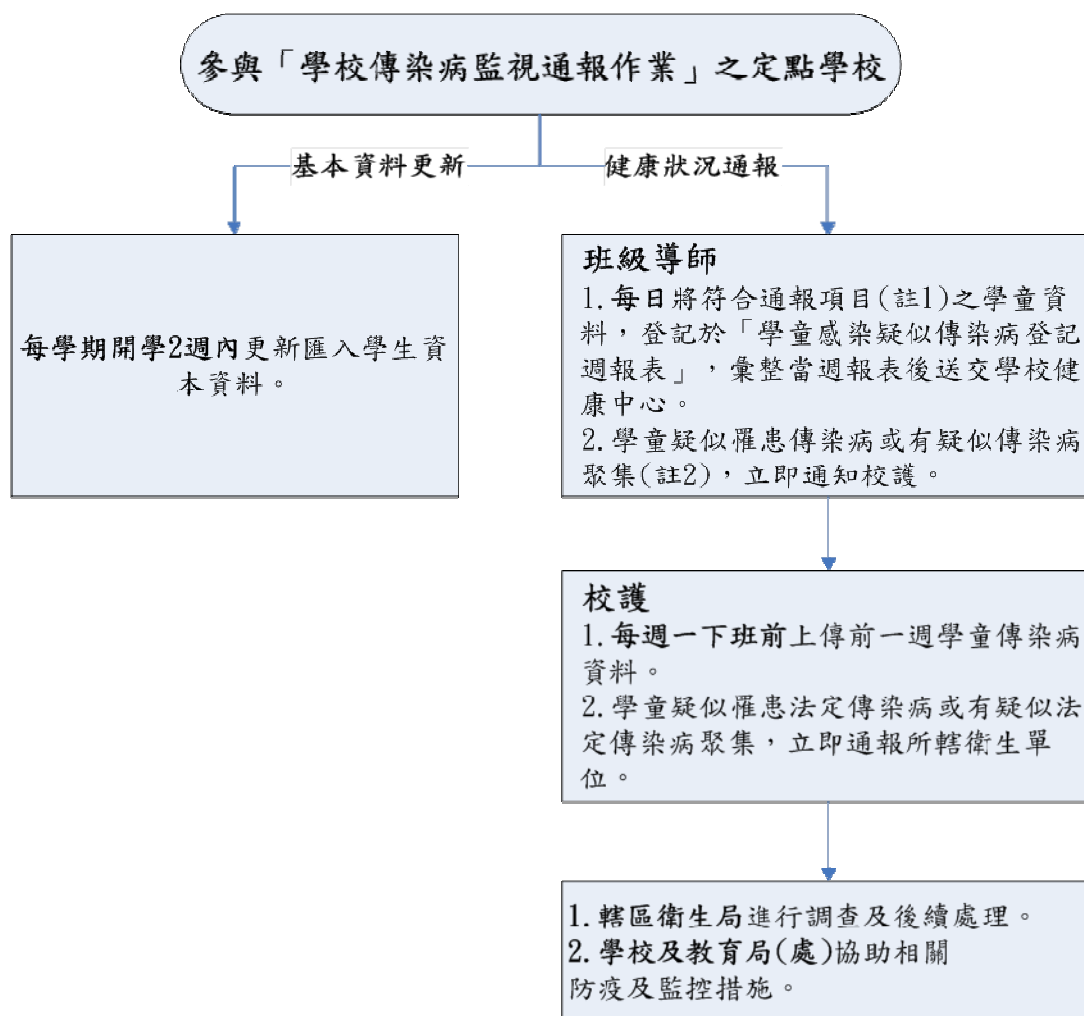 參與「學校傳染病監視通報作業」之定點學校
基本資料更新
健康狀況通報
每學期開學2週內更新匯入學生資
本資料。
班級導師
1.每日將符合通報項目(註1)之學童資
料，登記於「學童感染疑似傳染病登記
週報表」，彙整當週報表後送交學校健
康中心。
2.學童疑似罹患傳染病或有疑似傳染病
聚集(註2)，立即通知校護。
校護
1.每週一下班前上傳前一週學童傳染病
資料。
2.學童疑似罹患法定傳染病或有疑似法
定傳染病聚集，立即通報所轄衛生單
位。
1.轄區衛生局進行調查及後續處理。
2.學校及教育局(處)協助相關
防疫及監控措施。